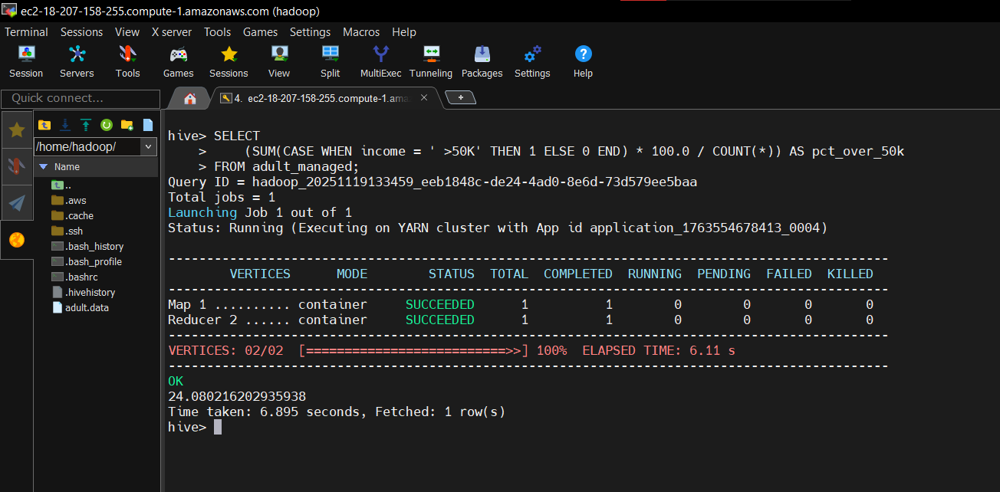 ec2-18-207-158-255.compute-1.amazonaws.com (hadoop)
Terminal Sessions View X server Tools Games Settings Macros Help
Session Servers Tools Games Sessions View Split MultiExec Tunneling Packages Settings Help
Quick connect...
4. ec2-18-207-158-255.compute-1.ama
/home/hadoop/
Name
..
.aws
.cache
.ssh
.bash_history
.bash_profile
.bashrc
.hivehistory
adult.data
hive> SELECT
    >     (SUM(CASE WHEN income = ' >50K' THEN 1 ELSE 0 END) * 100.0 / COUNT(*)) AS pct_over_50k
    > FROM adult_managed;
Query ID = hadoop_20251119133459_eeb1848c-de24-4ad0-8e6d-73d579ee5baa
Total jobs = 1
Launching Job 1 out of 1
Status: Running (Executing on YARN cluster with App id application_1763554678413_0004)
----------------------------------------------------------------------------------------------
        VERTICES      MODE        STATUS  TOTAL  COMPLETED  RUNNING  PENDING  FAILED  KILLED
----------------------------------------------------------------------------------------------
Map 1 .......... container     SUCCEEDED      1          1        0        0       0       0
Reducer 2 ...... container     SUCCEEDED      1          1        0        0       0       0
----------------------------------------------------------------------------------------------
VERTICES: 02/02  [==========================>>] 100%  ELAPSED TIME: 6.11 s
----------------------------------------------------------------------------------------------
OK
24.080216202935938
Time taken: 6.895 seconds, Fetched: 1 row(s)
hive>